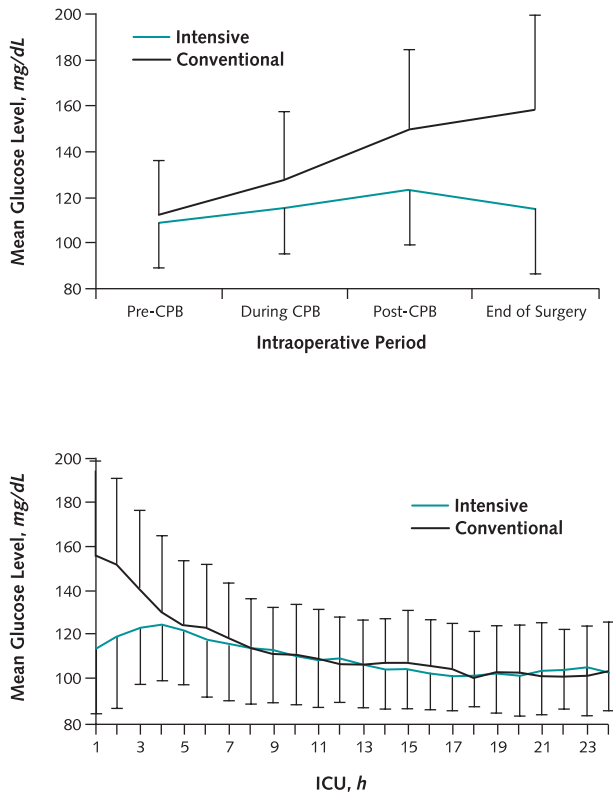 200
180
160
140
120
100
80
Mean Glucose Level, mg/dL
Intensive
Conventional
Pre-CPB During CPB Post-CPB End of Surgery
Intraoperative Period
200
180
160
140
120
100
80
Mean Glucose Level, mg/dL
Intensive
Conventional
1 3 5 7 9 11 13 15 17 19 21 23
ICU, h